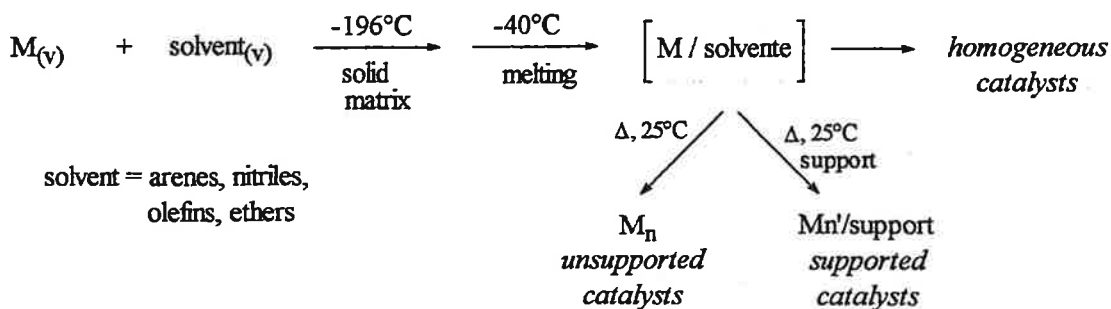 M(v) + solvent(v) -196°C solid matrix -40°C melting [M / solvente] homogeneous catalysts
Δ, 25°C
Δ, 25°C
support
solvent = arenes, nitriles,
olefins, ethers
Mn
unsupported
catalysts
Mn'/support
supported
catalysts